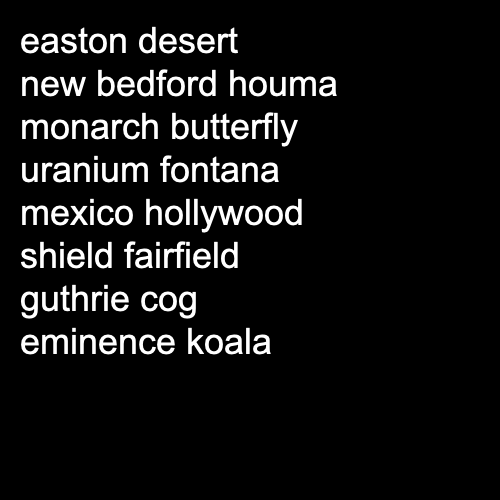 easton desert
new bedford houma
monarch butterfly
uranium fontana
mexico hollywood
shield fairfield
guthrie cog
eminence koala